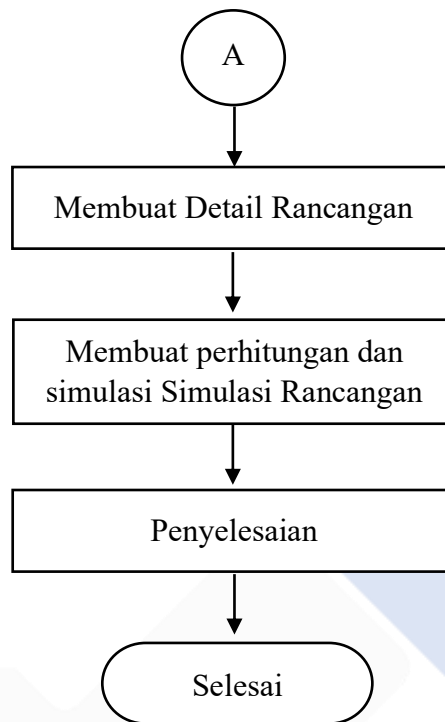 A
Membuat Detail Rancangan
Membuat perhitungan dan
simulasi Simulasi Rancangan
Penyelesaian
Selesai